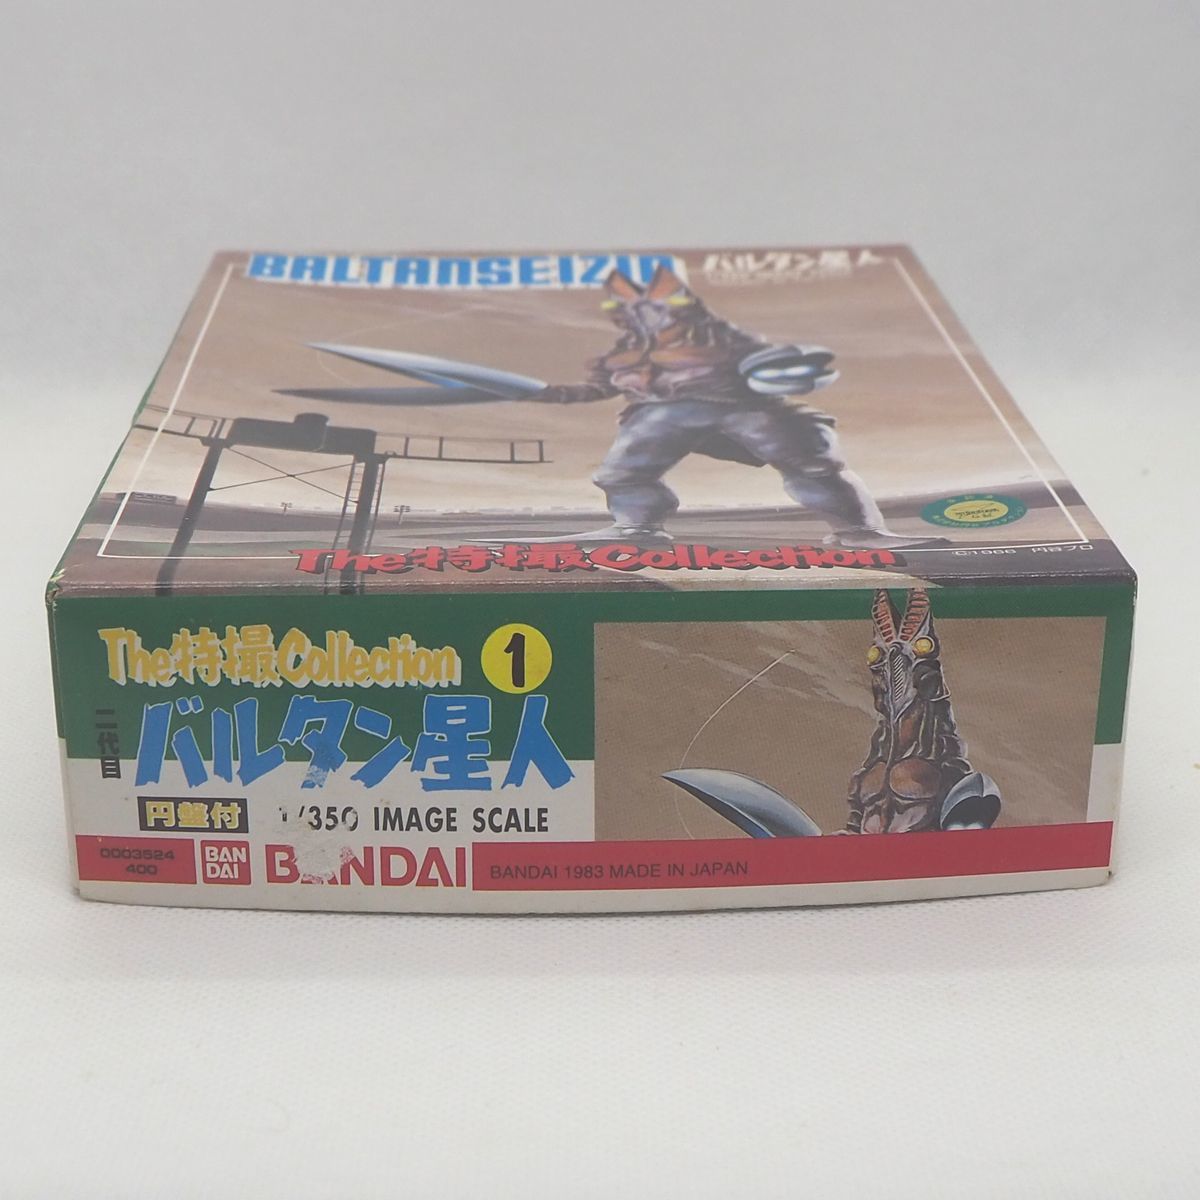 BALTANSEIZIN バルタン星人
The特撮Collection
©1966 円谷プロ
The特撮Collection 1
二代目
バルタン星人
円盤付 1/350 IMAGE SCALE
0003524
400
BAN
DAI
BANDAI
BANDAI 1983 MADE IN JAPAN